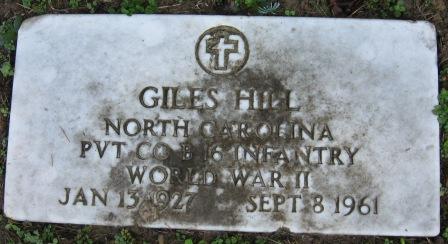 GILES HILL
NORTH CAROLINA
PVT CO B 16 INFANTRY
WORLD WAR II
JAN 13 1927 SEPT 8 1961